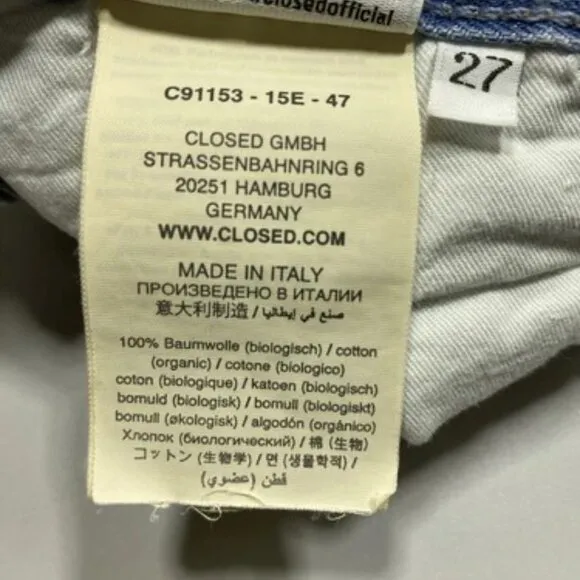 closedofficial
27
C91153 - 15E - 47
CLOSED GMBH
STRASSENBAHNRING 6
20251 HAMBURG
GERMANY
WWW.CLOSED.COM
MADE IN ITALY
ПРОИЗВЕДЕНО В ИТАЛИИ
意大利制造 / صنع في إيطاليا
100% Baumwolle (biologisch) / cotton
(organic) / cotone (biologico)
coton (biologique) / katoen (biologisch)
bomuld (biologisk) / bomull (biologiskt)
bomull (økologisk) / algodón (orgánico)
Хлопок (биологический) / 棉 (生物)
コットン (生物学) / 면 (생물학적) /
قطن (عضوي)